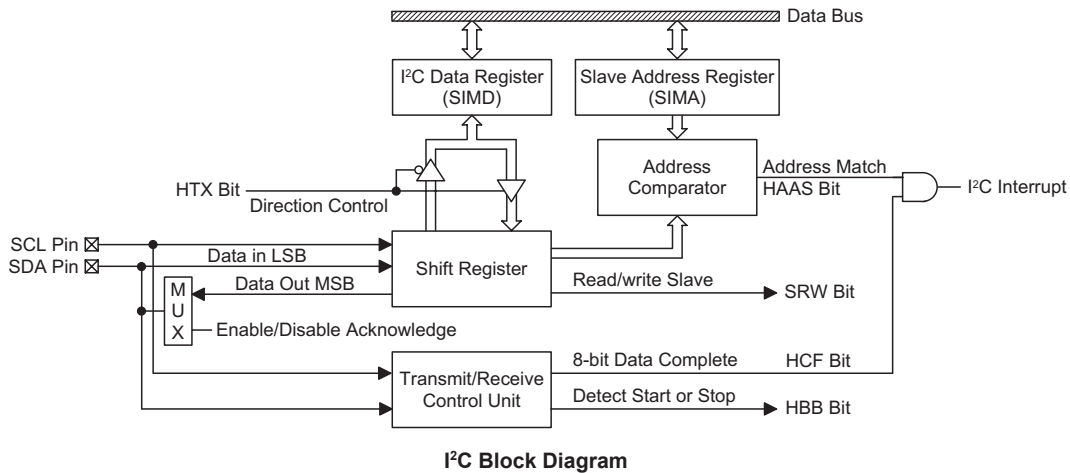 Data Bus
I²C Data Register
(SIMD)
Slave Address Register
(SIMA)
Address
Comparator
Address Match
HAAS Bit
I²C Interrupt
HTX Bit
Direction Control
SCL Pin
SDA Pin
Data in LSB
Shift Register
Data Out MSB
M
U
X
Enable/Disable Acknowledge
Read/write Slave
SRW Bit
Transmit/Receive
Control Unit
8-bit Data Complete
HCF Bit
Detect Start or Stop
HBB Bit
I²C Block Diagram